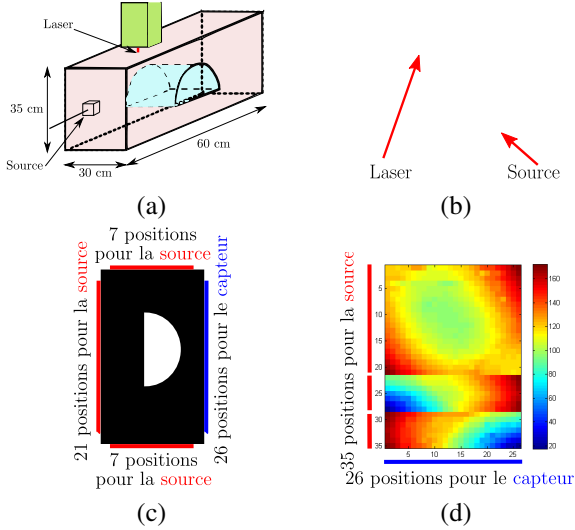 Laser
35 cm
Source
30 cm
60 cm
(a)
Laser
Source
(b)
7 positions
pour la source
21 positions pour la source
26 positions pour le capteur
7 positions
pour la source
(c)
35 positions pour la source
5
10
15
20
25
30
35
5
10
15
20
25
160
140
120
100
80
60
40
20
26 positions pour le capteur
(d)